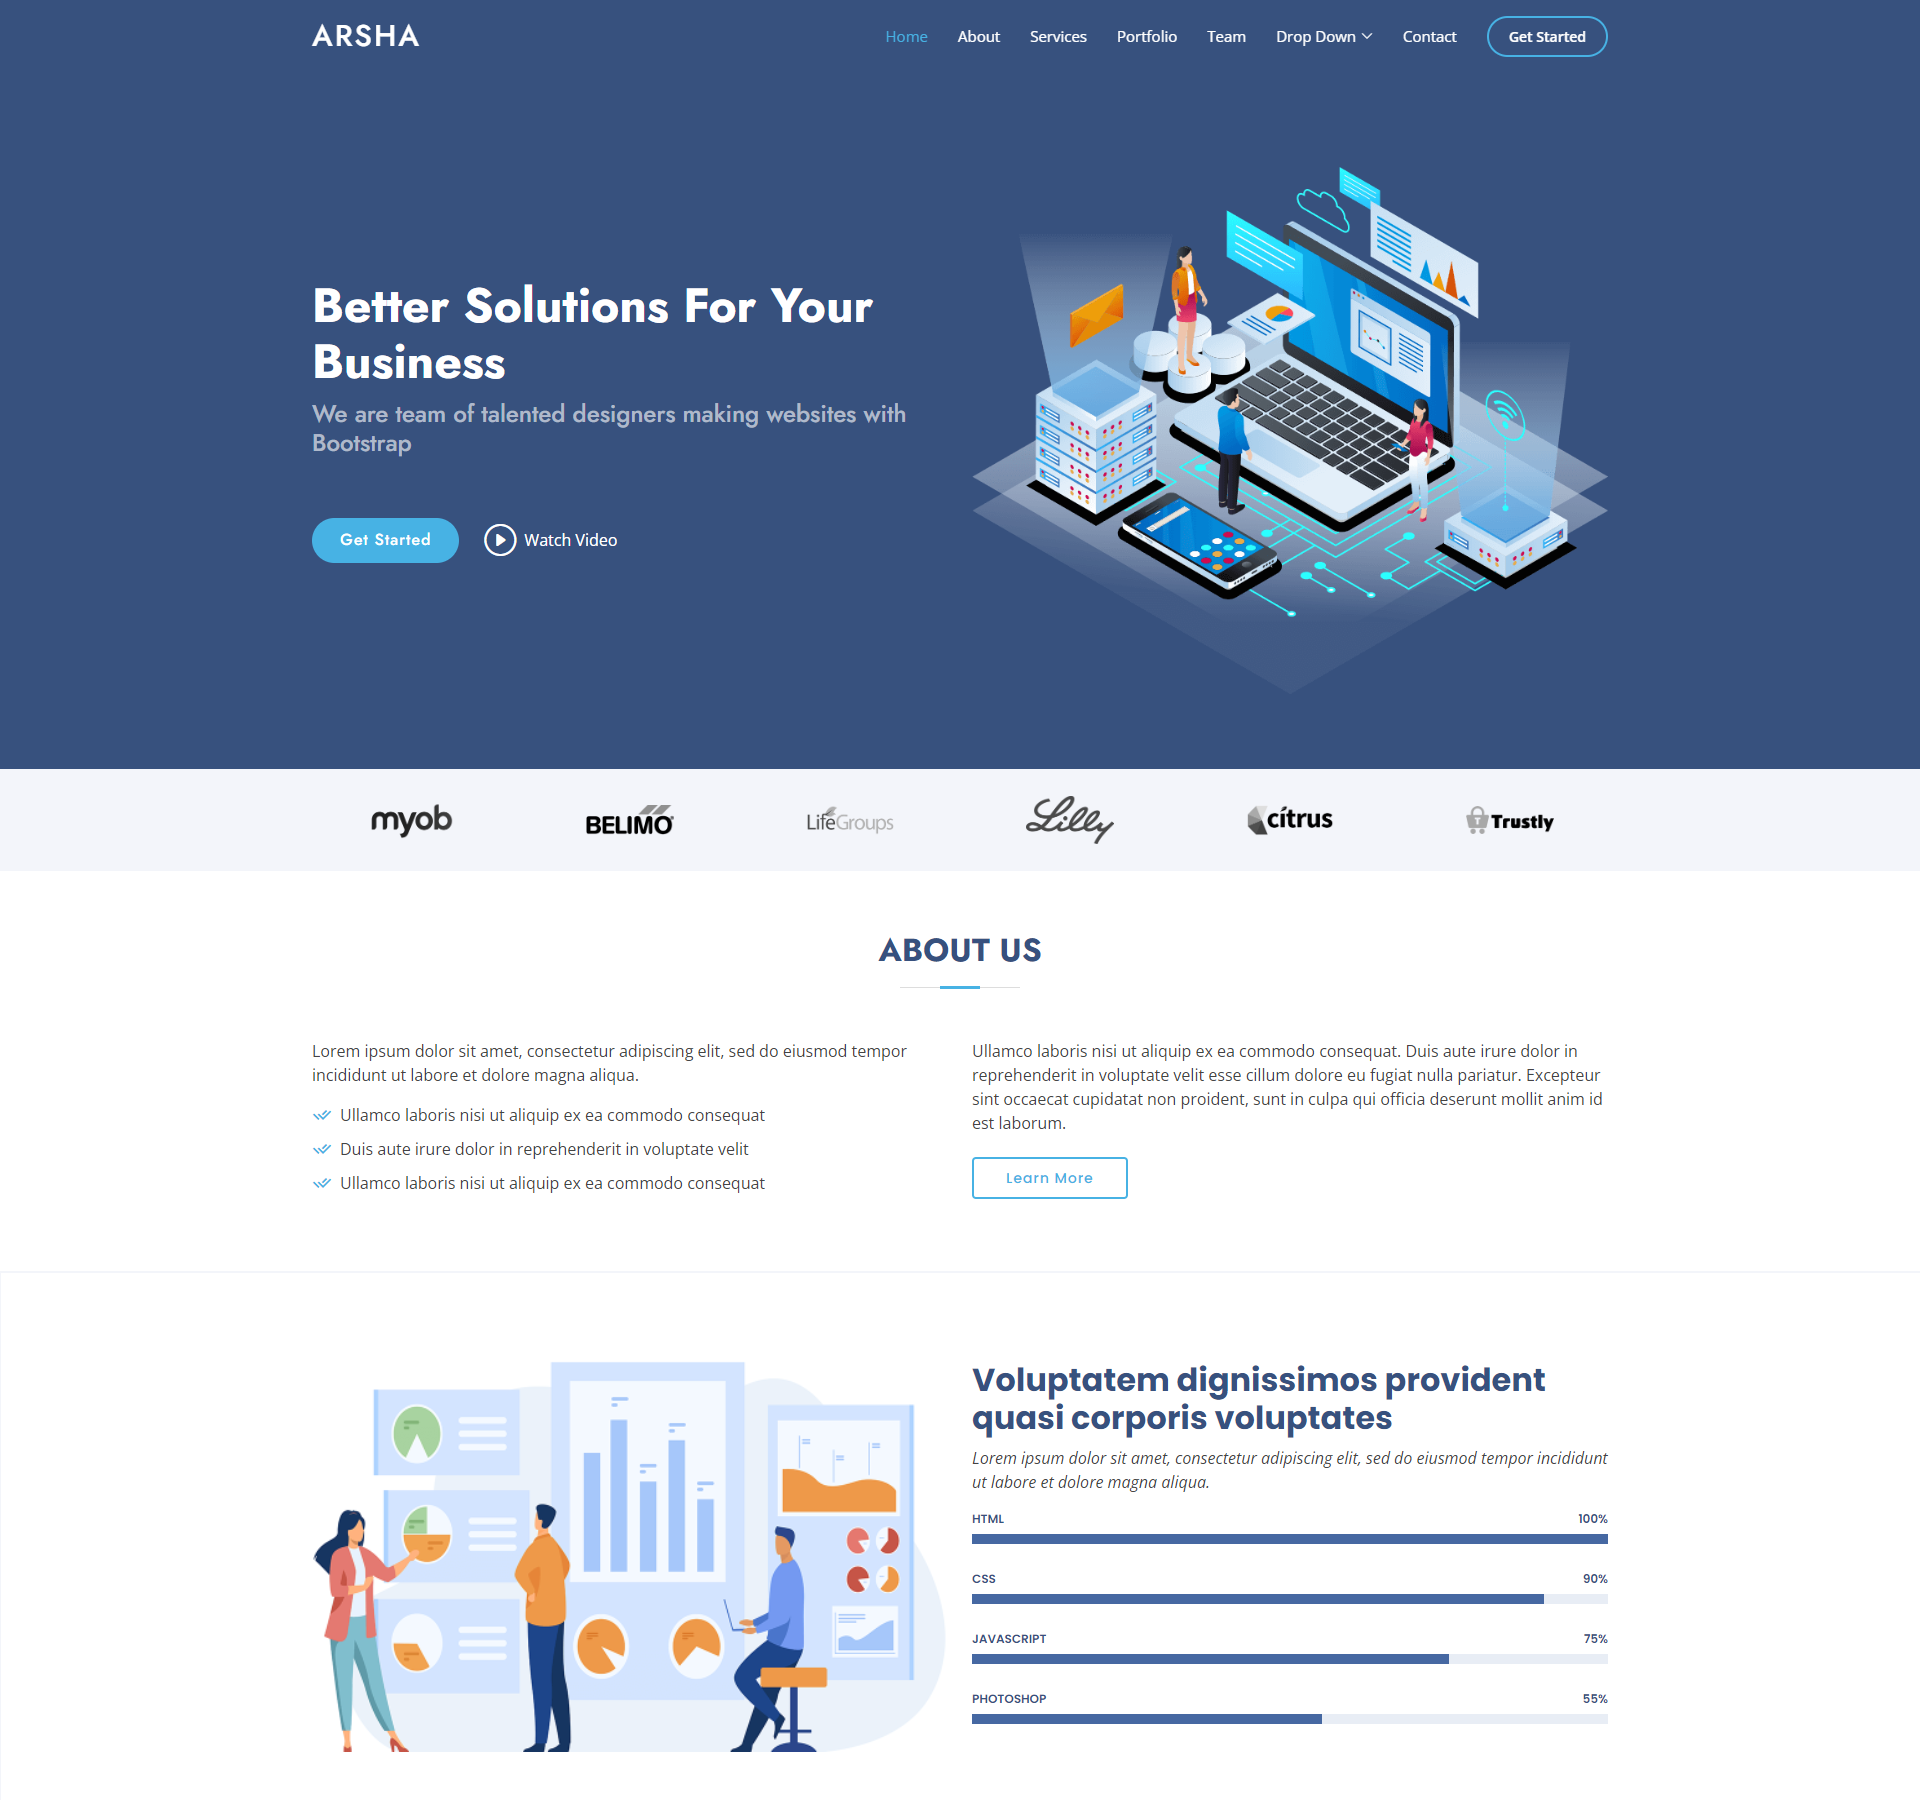 ARSHA
Home About Services Portfolio Team Drop Down Contact Get Started
Better Solutions For Your
Business
We are team of talented designers making websites with
Bootstrap
Get Started
Watch Video
myob
BELIMO
LifeGroups
Lilly
citrus
Trustly
ABOUT US
Lorem ipsum dolor sit amet, consectetur adipiscing elit, sed do eiusmod tempor
incididunt ut labore et dolore magna aliqua.
Ullamco laboris nisi ut aliquip ex ea commodo consequat
Duis aute irure dolor in reprehenderit in voluptate velit
Ullamco laboris nisi ut aliquip ex ea commodo consequat
Ullamco laboris nisi ut aliquip ex ea commodo consequat. Duis aute irure dolor in
reprehenderit in voluptate velit esse cillum dolore eu fugiat nulla pariatur. Excepteur
sint occaecat cupidatat non proident, sunt in culpa qui officia deserunt mollit anim id
est laborum.
Learn More
Voluptatem dignissimos provident
quasi corporis voluptates
Lorem ipsum dolor sit amet, consectetur adipiscing elit, sed do eiusmod tempor incididunt
ut labore et dolore magna aliqua.
HTML 100%
CSS 90%
JAVASCRIPT 75%
PHOTOSHOP 55%